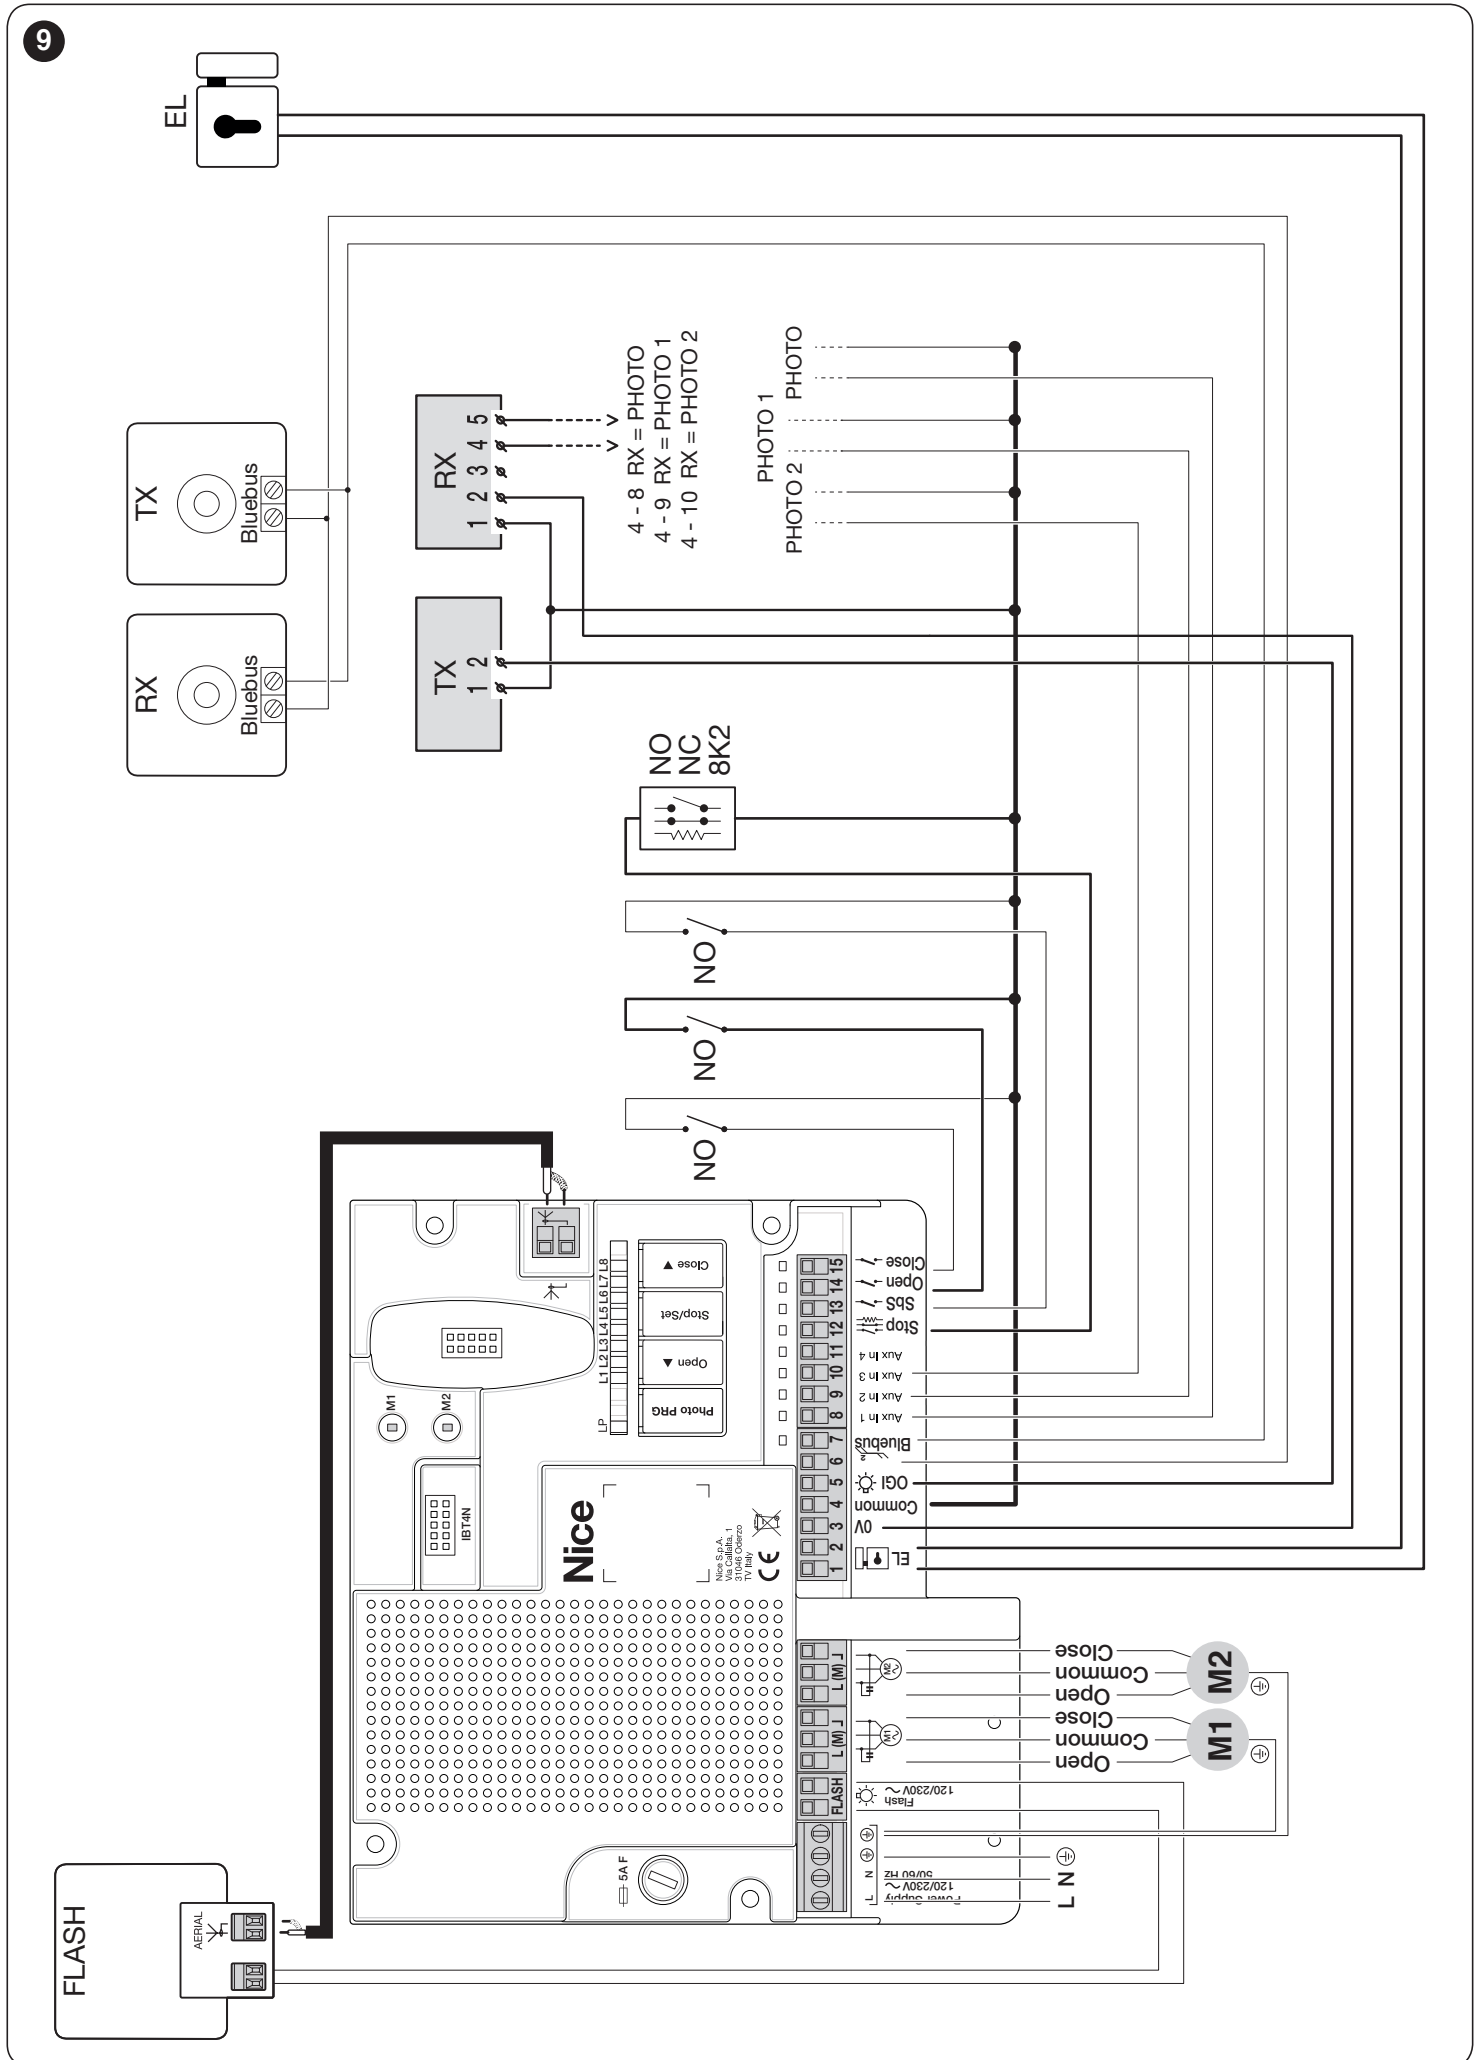 9
EL
TX
Bluebus
RX
Bluebus
RX
1 2 3 4 5
TX
1 2
4 - 8 RX = PHOTO
4 - 9 RX = PHOTO 1
4 - 10 RX = PHOTO 2
PHOTO 2
PHOTO 1
PHOTO
NO
NC
8K2
NO
NO
NO
M1
M2
IBT4N
LP L1 L2 L3 L4 L5 L6 L7 L8
Photo PRG
Open ▲
Stop/Set
Close ▼
Nice
Nice S.p.A.
Via Callalta, 1
31046 Oderzo
TV Italy
CE
5A F
15 Close
14 Open
13 SbS
12 Stop
11 Aux In 4
10 Aux In 3
9 Aux In 2
8 Aux In 1
7 Bluebus
6
5 OGI
4 Common
3 0V
2
1 EL
L (M) L
M2
Close
Common
Open
M2
L (M) L
M1
Close
Common
Open
M1
FLASH
Flash
120/230V
L N
Power Supply
120/230V
50/60 Hz
L N
FLASH
AERIAL